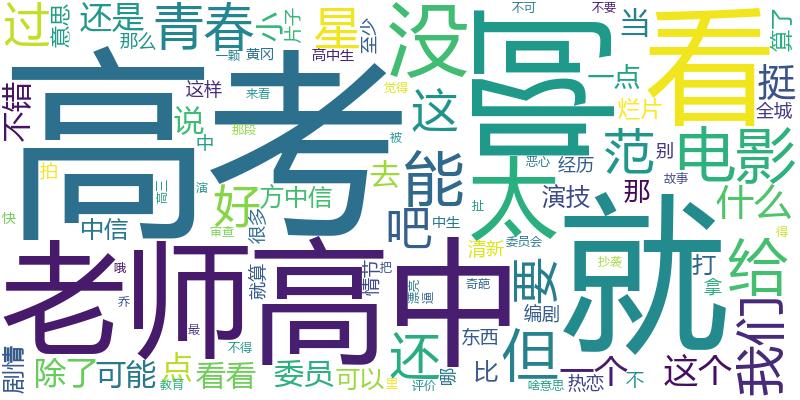 过
意思
还是
那么
青春
小
片子
星
至少
没
不可
写
不要
当
看
算了
高考
一颗
黄冈
高中生
这样
来看
觉得
不错
说
中
那段
这
一点
烂片
挺
全城
范
电影
别
恶心
经历
太
能
被
拍
高三
演
好
方中信
去
演技
那
故事
什么
快
中信
审查
很多
吧
中生
扯
清新
委员会
要
就
抄袭
打
拿
给
得
老师
哦
乔
最
高中
就算
情节
把
漂亮
逼
奇葩
编剧
我们
剧情
除了
可能
点
教育
看看
不得
委员
可以
里
还
评价
那
东西
比
但
啥意思
一个
热恋
不
这个